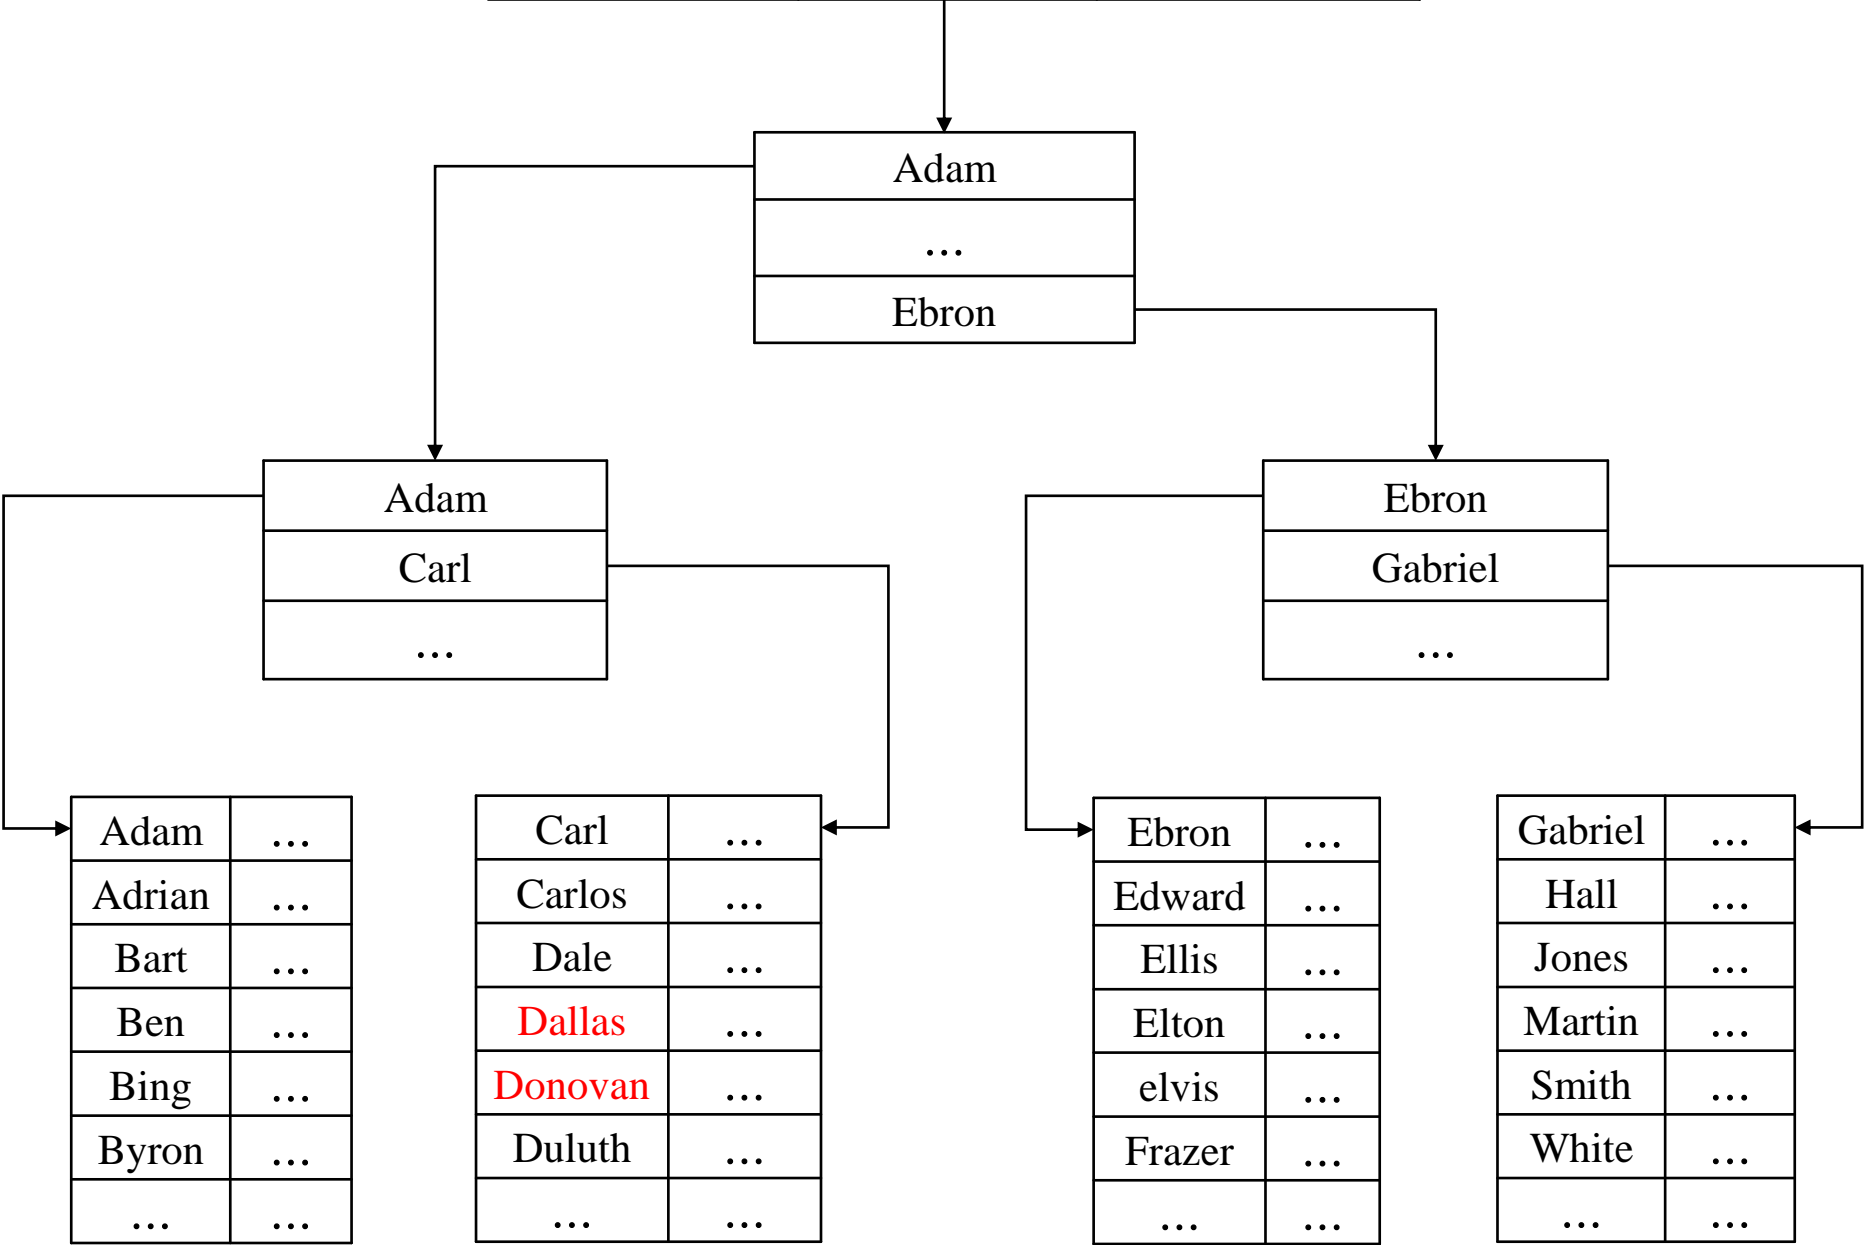 Adam
...
Ebron
Adam
Carl
...
Ebron
Gabriel
...
Adam ...
Adrian ...
Bart ...
Ben ...
Bing ...
Byron ...
... ...
Carl ...
Carlos ...
Dale ...
Dallas ...
Donovan ...
Duluth ...
... ...
Ebron ...
Edward ...
Ellis ...
Elton ...
elvis ...
Frazer ...
... ...
Gabriel ...
Hall ...
Jones ...
Martin ...
Smith ...
White ...
... ...